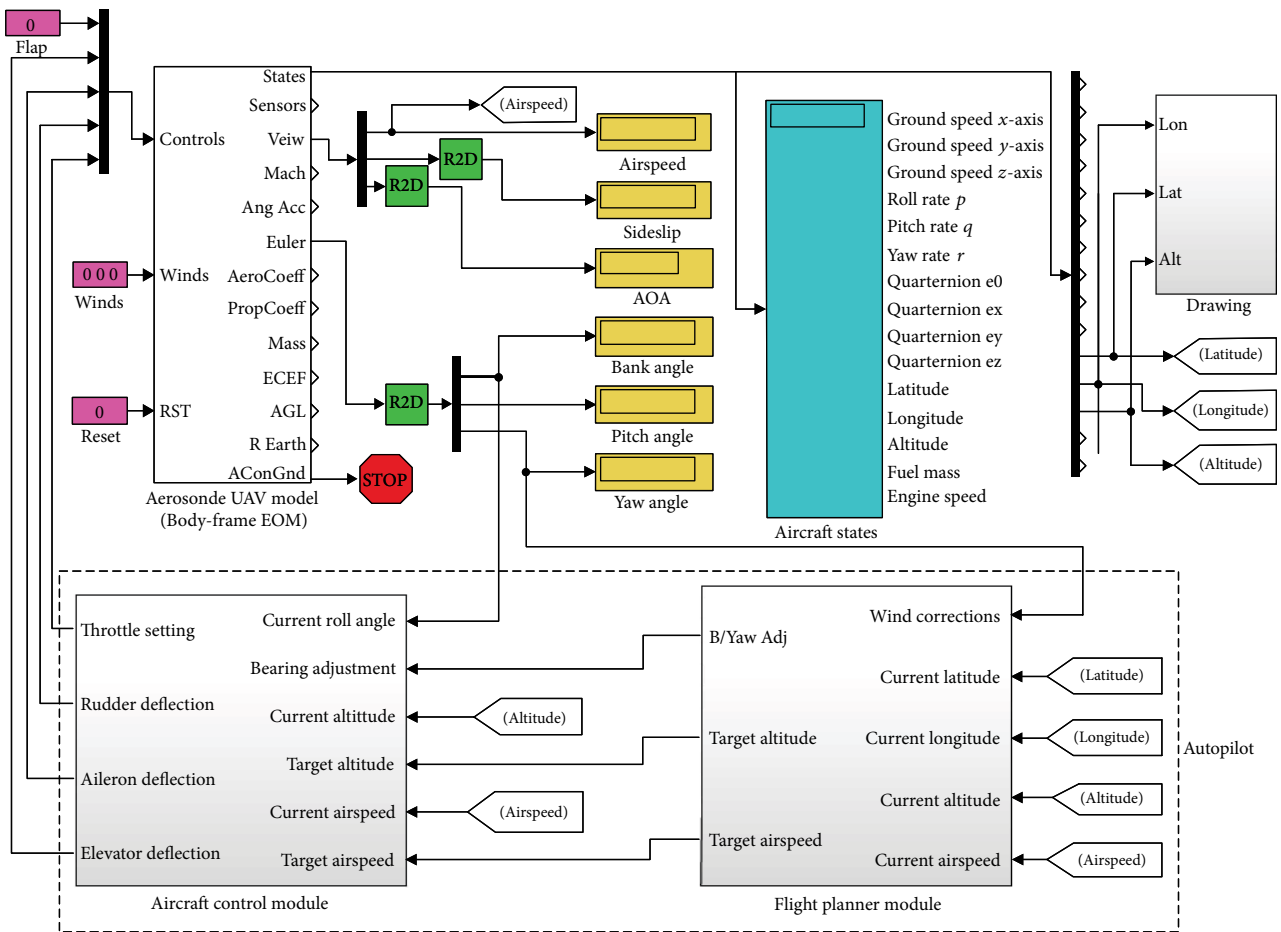 0
Flap
Controls
0 0 0
Winds
Winds
0
Reset
RST
States
Sensors
Veiw
Mach
Ang Acc
Euler
AeroCoeff
PropCoeff
Mass
ECEF
AGL
R Earth
AConGnd
Aerosonde UAV model
(Body-frame EOM)
STOP
R2D
R2D
R2D
(Airspeed)
Airspeed
Sideslip
AOA
Bank angle
Pitch angle
Yaw angle
Ground speed x-axis
Ground speed y-axis
Ground speed z-axis
Roll rate p
Pitch rate q
Yaw rate r
Quarternion e0
Quarternion ex
Quarternion ey
Quarternion ez
Latitude
Longitude
Altitude
Fuel mass
Engine speed
Aircraft states
Lon
Lat
Alt
Drawing
(Latitude)
(Longitude)
(Altitude)
Throttle setting
Rudder deflection
Aileron deflection
Elevator deflection
Current roll angle
Bearing adjustment
Current altittude
Target altitude
Current airspeed
Target airspeed
Aircraft control module
(Altitude)
(Airspeed)
B/Yaw Adj
Target altitude
Target airspeed
Wind corrections
Current latitude
Current longitude
Current altitude
Current airspeed
Flight planner module
(Latitude)
(Longitude)
(Altitude)
(Airspeed)
Autopilot